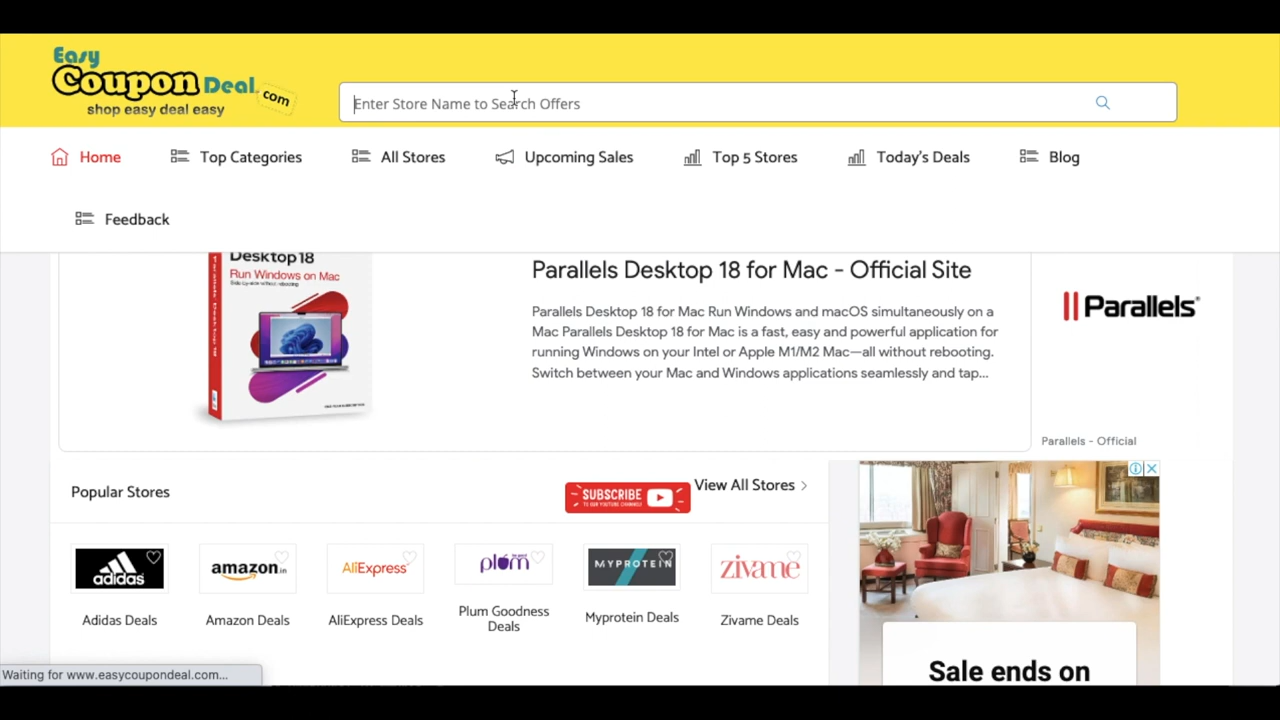 Easy
Coupon Deal.com
shop easy deal easy
Enter Store Name to Search Offers
Home
Top Categories
All Stores
Upcoming Sales
Top 5 Stores
Today's Deals
Blog
Feedback
Desktop 18
Run Windows on Mac
Parallels Desktop 18 for Mac - Official Site
Parallels Desktop 18 for Mac Run Windows and macOS simultaneously on a
Mac Parallels Desktop 18 for Mac is a fast, easy and powerful application for
running Windows on your Intel or Apple M1/M2 Mac—all without rebooting.
Switch between your Mac and Windows applications seamlessly and tap...
Parallels®
Parallels - Official
Popular Stores
SUBSCRIBE
TO OUR YOUTUBE CHANNEL
View All Stores
adidas
amazon.in
AliExpress
plum
MYPROTEIN
zivame
Adidas Deals
Amazon Deals
AliExpress Deals
Plum Goodness
Deals
Myprotein Deals
Zivame Deals
Sale ends on
Waiting for www.easycoupondeal.com...